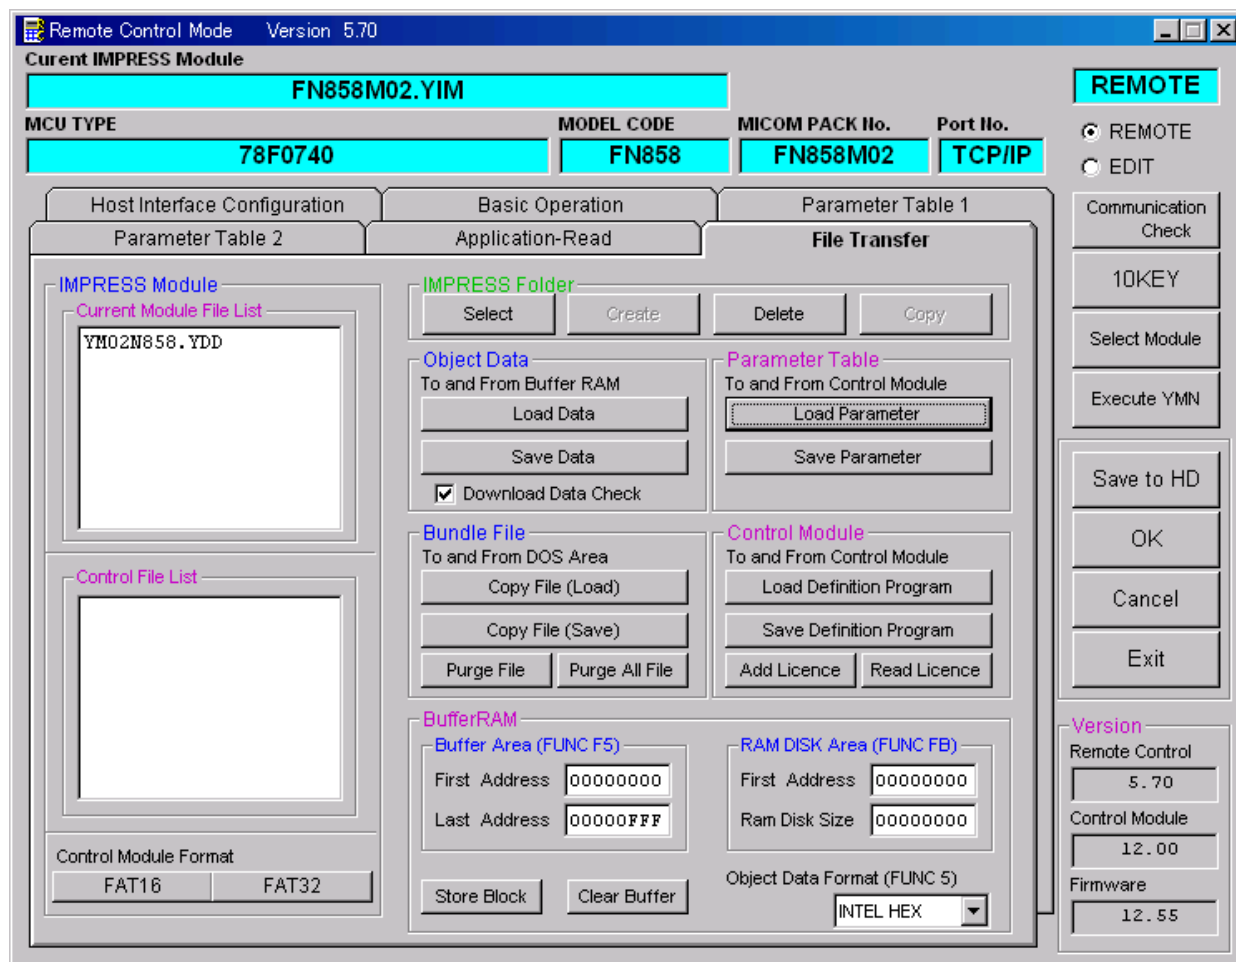 Remote Control Mode Version 5.70
Curent IMPRESS Module
FN858M02.YIM
REMOTE
MCU TYPE
MODEL CODE
MICOM PACK No.
Port No.
78F0740
FN858
FN858M02
TCP/IP
REMOTE
EDIT
Host Interface Configuration
Basic Operation
Parameter Table 1
Parameter Table 2
Application-Read
File Transfer
IMPRESS Module
Current Module File List
YM02N858.YDD
Control File List
Control Module Format
FAT16
FAT32
IMPRESS Folder
Select
Create
Delete
Copy
Object Data
To and From Buffer RAM
Load Data
Save Data
Download Data Check
Parameter Table
To and From Control Module
Load Parameter
Save Parameter
Bundle File
To and From DOS Area
Copy File (Load)
Copy File (Save)
Purge File
Purge All File
Control Module
To and From Control Module
Load Definition Program
Save Definition Program
Add Licence
Read Licence
BufferRAM
Buffer Area (FUNC F5)
First Address 00000000
Last Address 00000FFF
RAM DISK Area (FUNC FB)
First Address 00000000
Ram Disk Size 00000000
Store Block
Clear Buffer
Object Data Format (FUNC 5)
INTEL HEX
Communication
Check
10KEY
Select Module
Execute YMN
Save to HD
OK
Cancel
Exit
Version
Remote Control
5.70
Control Module
12.00
Firmware
12.55